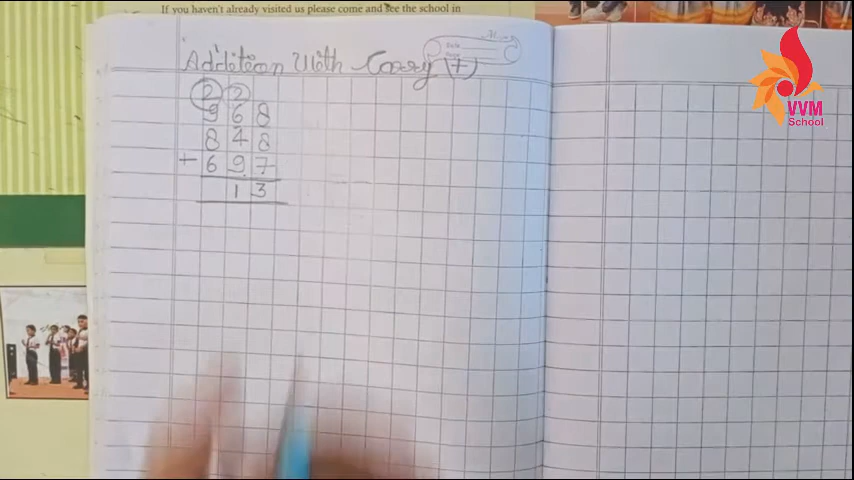 If you haven't already visited us please come and see the school in
Addition With Carry (+)
2 2
9 6 8
8 4 8
+ 6 9 7
1 3
VVM
School